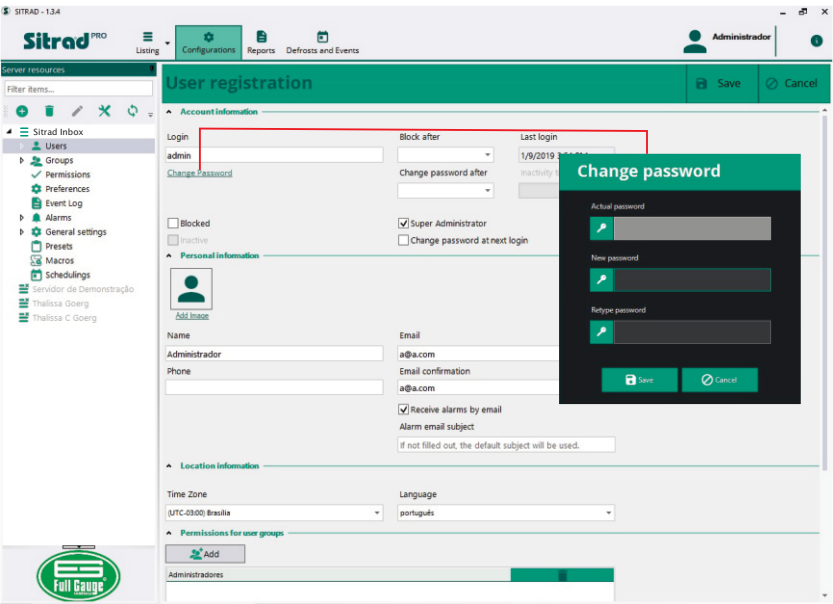 SITRAD - 1.3.4
Sitrad PRO
Listing
Configurations
Reports
Defrosts and Events
Administrador
Server resources
Filter items...
Sitrad Inbox
Users
Groups
Permissions
Preferences
Event Log
Alarms
General settings
Presets
Macros
Schedulings
Servidor de Demonstração
Thalissa Goerg
Thalissa C Goerg
Full Gauge
User registration
Save
Cancel
Account information
Login
Block after
Last login
admin
1/9/2019
Change Password
Change password after
Inactivity
Blocked
Super Administrator
Inactive
Change password at next login
Personal information
Add Image
Name
Email
Administrador
a@a.com
Phone
Email confirmation
a@a.com
Receive alarms by email
Alarm email subject
If not filled out, the default subject will be used.
Location information
Time Zone
Language
(UTC-03:00) Brasília
português
Permissions for user groups
Add
Administradores
Change password
Actual password
New password
Retype password
Save
Cancel